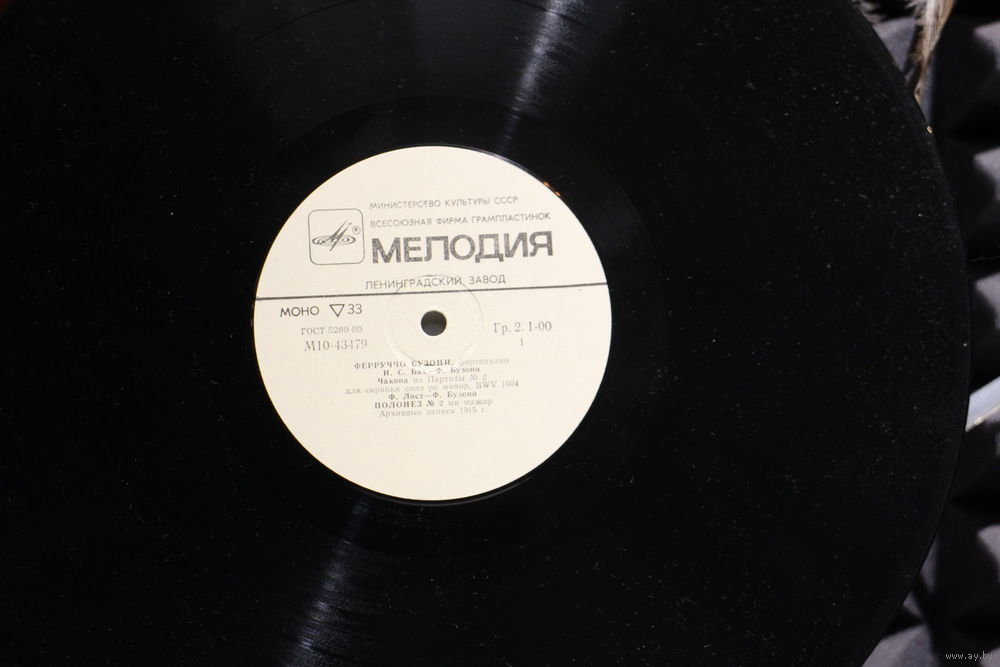 МИНИСТЕРСТВО КУЛЬТУРЫ СССР
ВСЕСОЮЗНАЯ ФИРМА ГРАМПЛАСТИНОК
®
МЕЛОДИЯ
ЛЕНИНГРАДСКИЙ ЗАВОД
МОНО 33
ГОСТ 5289-80
М10-43479
Гр. 2. 1-00
1
ФЕРРУЧЧО БУЗОНИ, фортепиано
И. С. Бах—Ф. Бузони
Чакона из Партиты № 2
для скрипки соло ре минор, BWV 1004
Ф. Лист—Ф. Бузони
ПОЛОНЕЗ № 2 ми мажор
Архивные записи 1915 г.
www.ay.by